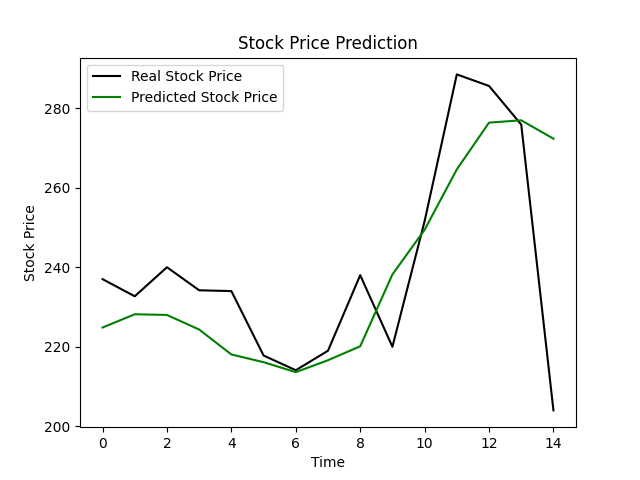 Stock Price Prediction
Real Stock Price
Predicted Stock Price
280
260
240
220
200
Stock Price
0 2 4 6 8 10 12 14
Time